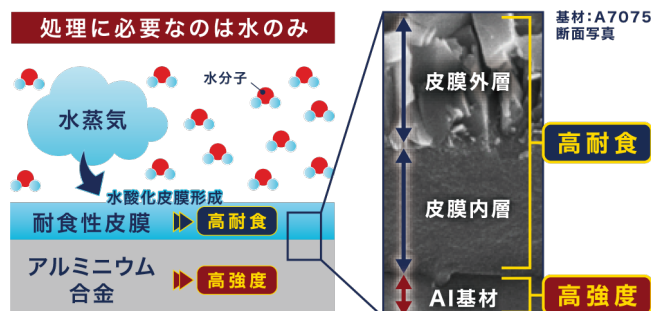 処理に必要なのは水のみ
水分子
水蒸気
水酸化皮膜形成
耐食性皮膜
高耐食
アルミニウム
合金
高強度
基材：A7075
断面写真
皮膜外層
高耐食
皮膜内層
Al基材
高強度